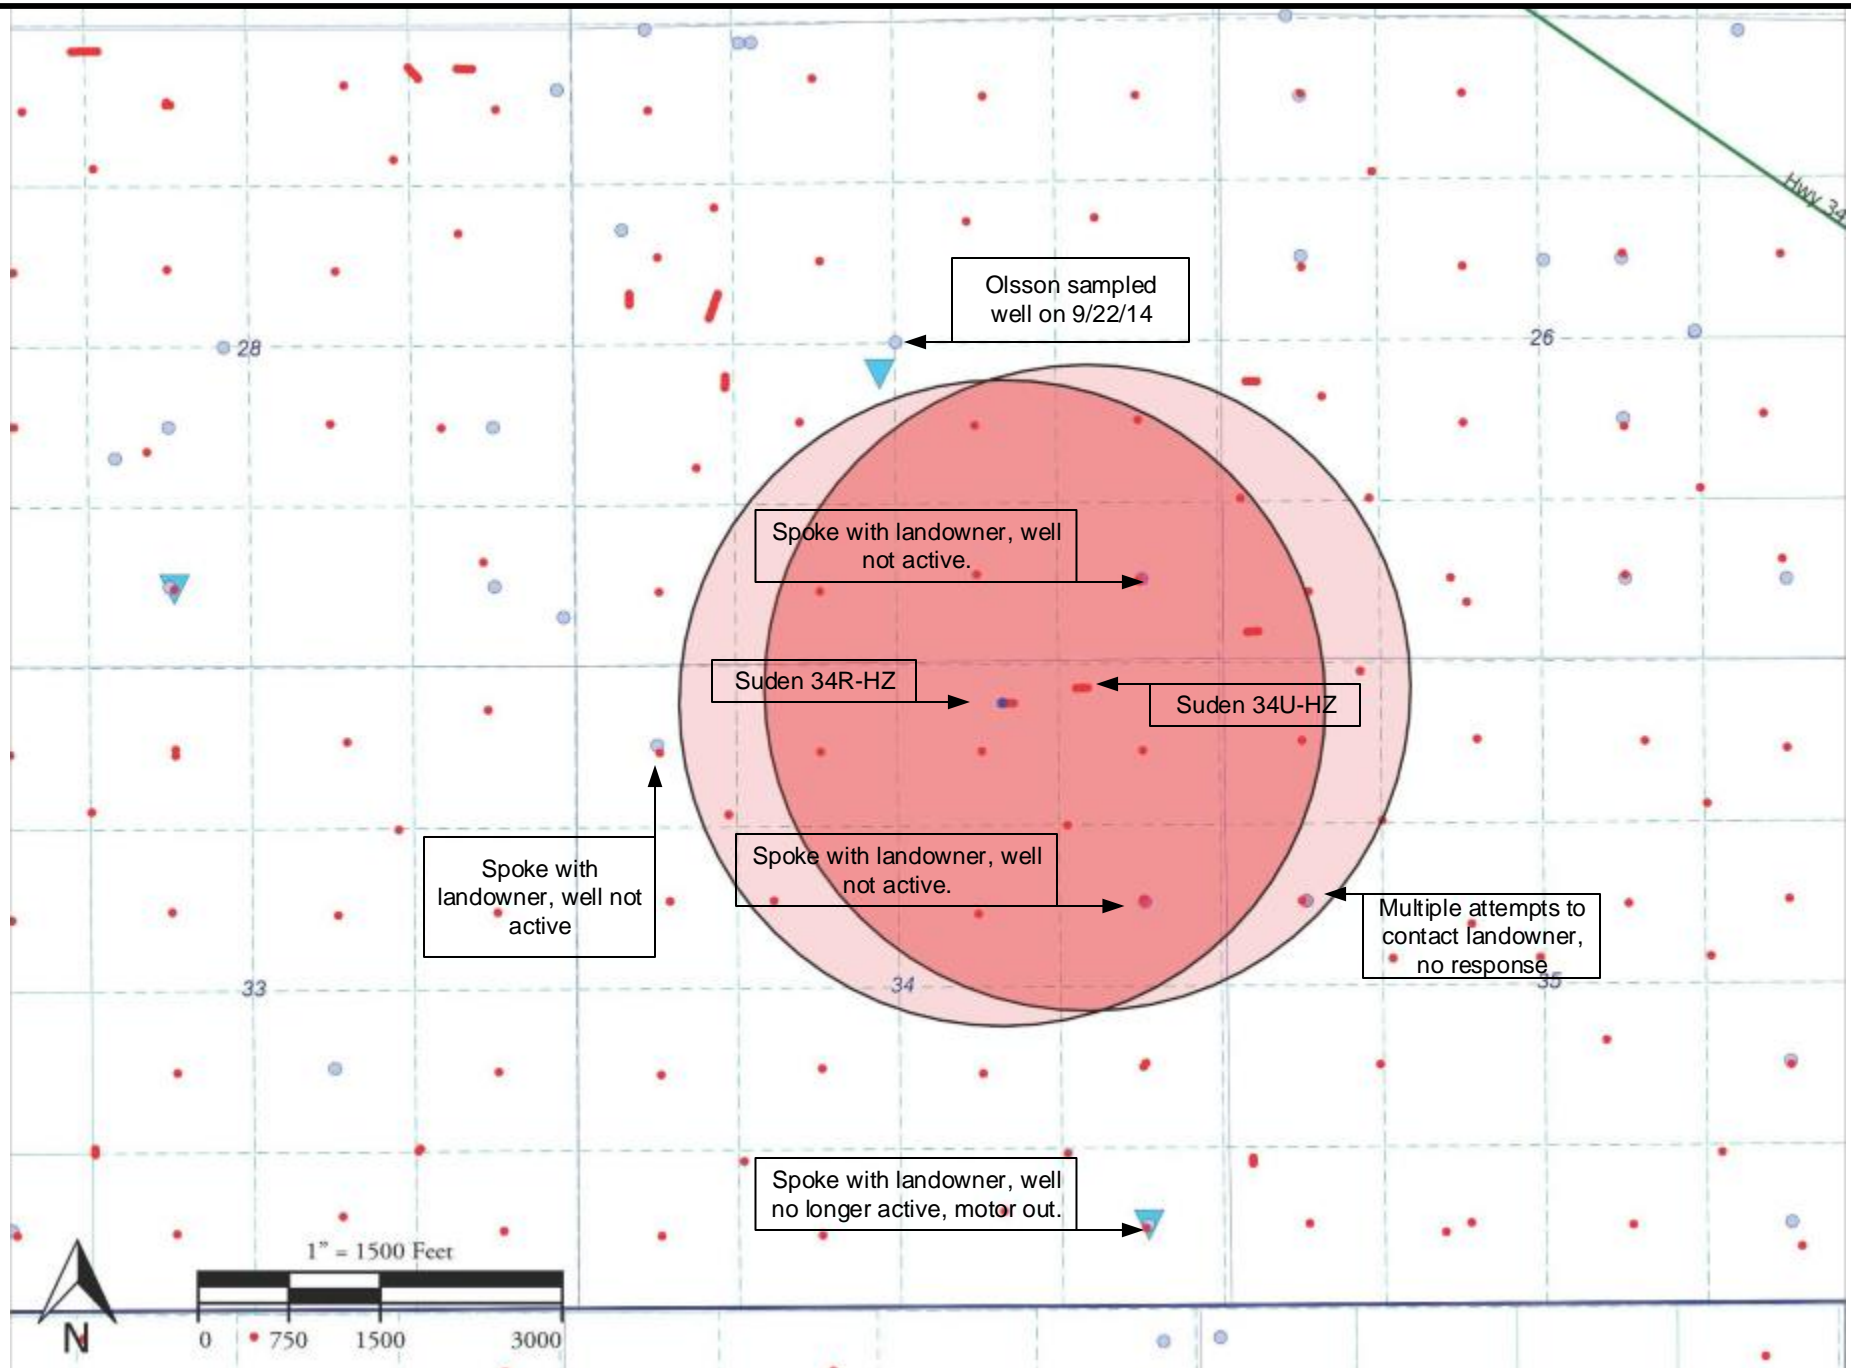 Hwy 34
Olsson sampled
well on 9/22/14
28
26
Spoke with landowner, well
not active.
Suden 34R-HZ
Suden 34U-HZ
Spoke with
landowner, well not
active
Spoke with landowner, well
not active.
Multiple attempts to
contact landowner,
no response
33
34
35
Spoke with landowner, well
no longer active, motor out.
1” = 1500 Feet
0 750 1500 3000
N